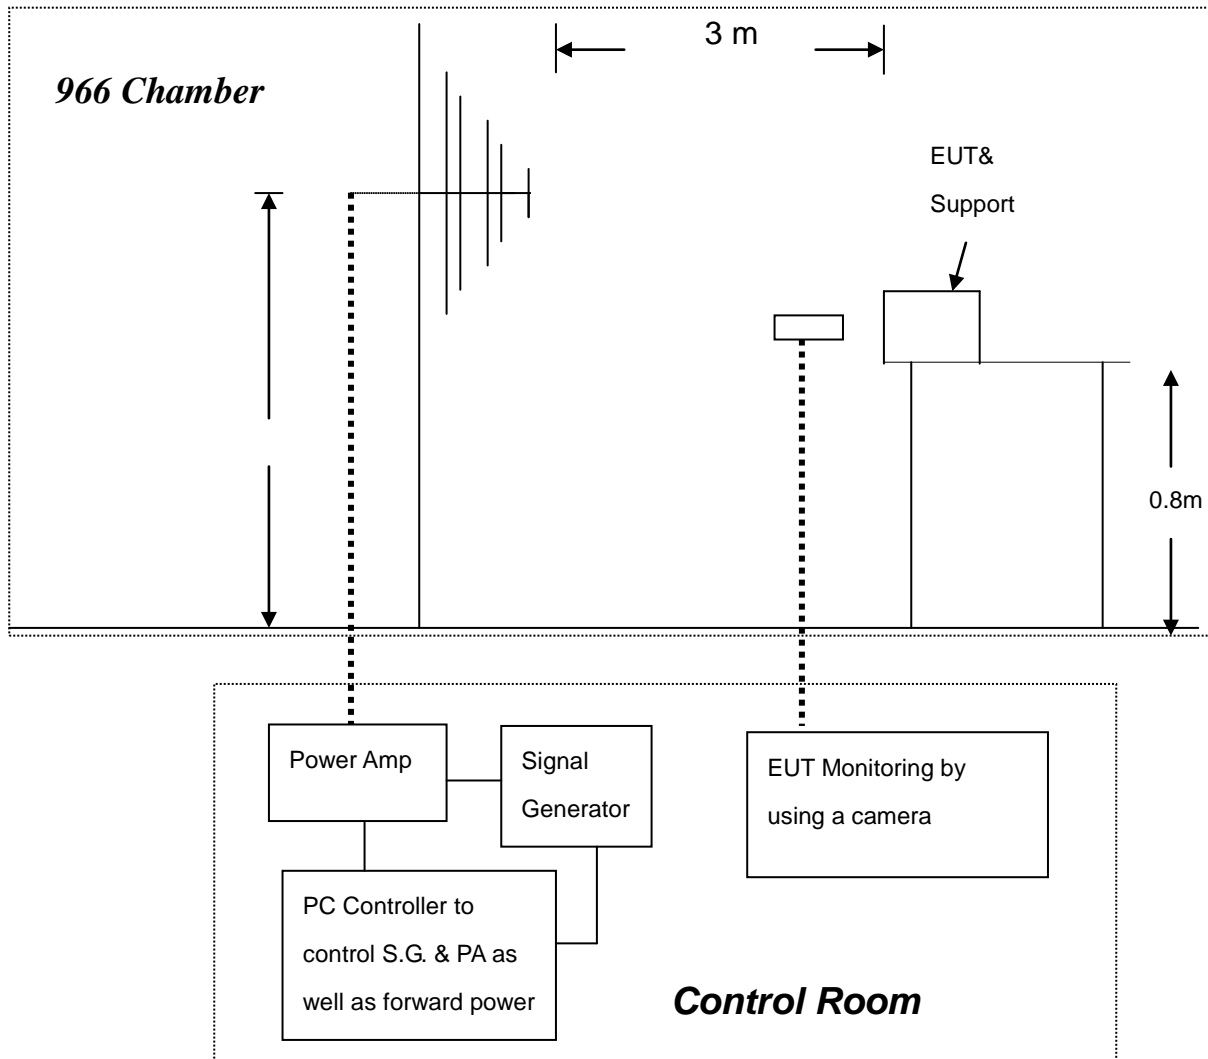 3 m
966 Chamber
EUT&
Support
0.8m
Power Amp
Signal
Generator
EUT Monitoring by
using a camera
PC Controller to
control S.G. & PA as
well as forward power
Control Room